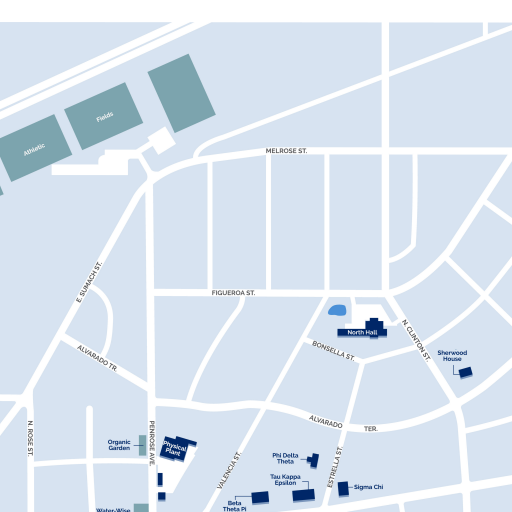 Fields
Athletic
MELROSE ST.
E. SUMACH ST.
FIGUEROA ST.
North Hall
N. CLINTON ST.
BONSELLA ST.
ALVARADO TR.
Sherwood
House
N. ROSE ST.
PENROSE AVE.
ALVARADO TER.
Organic
Garden
Physical
Plant
VALENCIA ST.
ESTRELLA ST.
Phi Delta
Theta
Tau Kappa
Epsilon
Sigma Chi
Beta
Theta Pi
Water-Wise